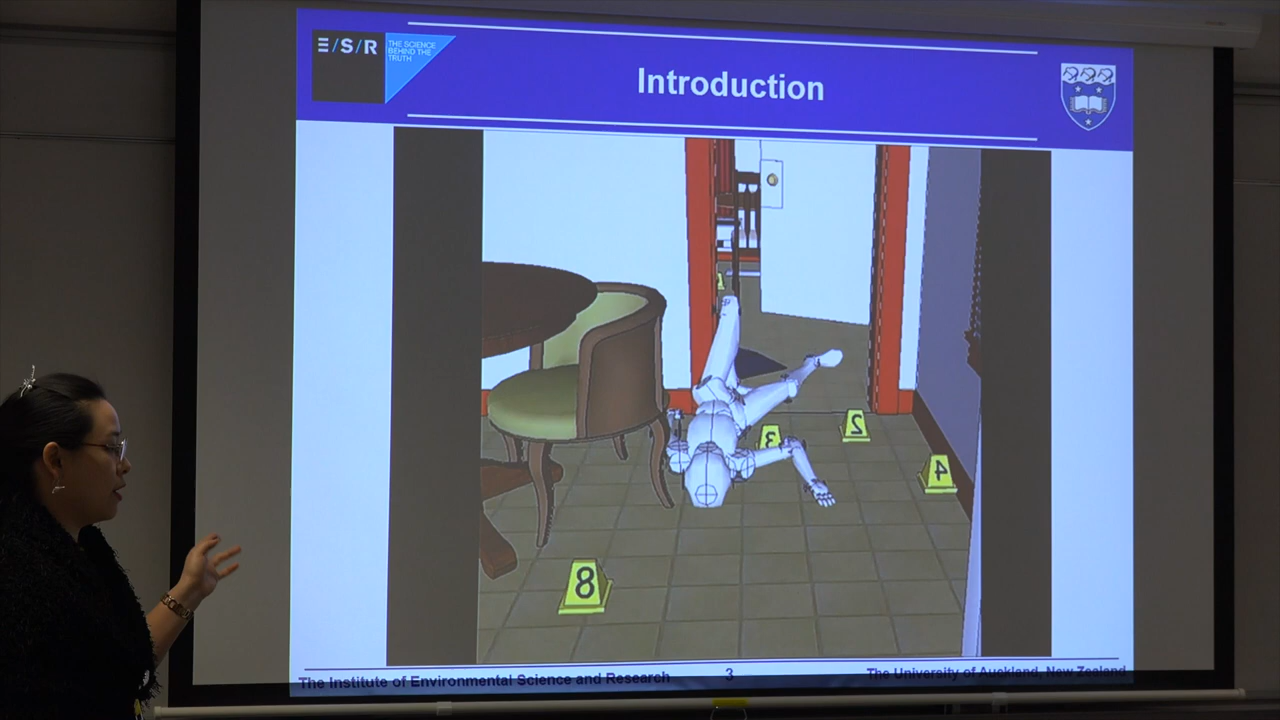 E/S/R
THE SCIENCE
BEHIND THE
TRUTH
Introduction
2
3
4
8
The Institute of Environmental Science and Research
3
The University of Auckland, New Zealand